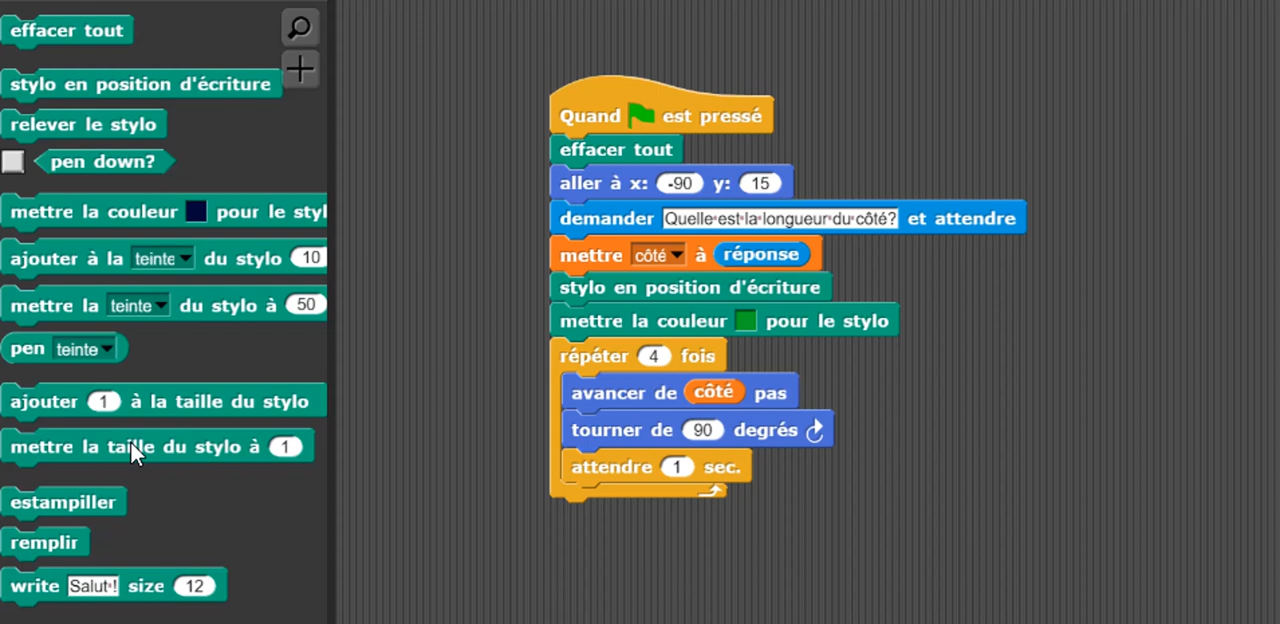 effacer tout
stylo en position d'écriture
relever le stylo
pen down?
mettre la couleur pour le styl
ajouter à la teinte du stylo 10
mettre la teinte du stylo à 50
pen teinte
ajouter 1 à la taille du stylo
mettre la taille du stylo à 1
estampiller
remplir
write Salut ! size 12
Quand est pressé
effacer tout
aller à x: -90 y: 15
demander Quelle est la longueur du côté? et attendre
mettre côté à réponse
stylo en position d'écriture
mettre la couleur pour le stylo
répéter 4 fois
avancer de côté pas
tourner de 90 degrés
attendre 1 sec.